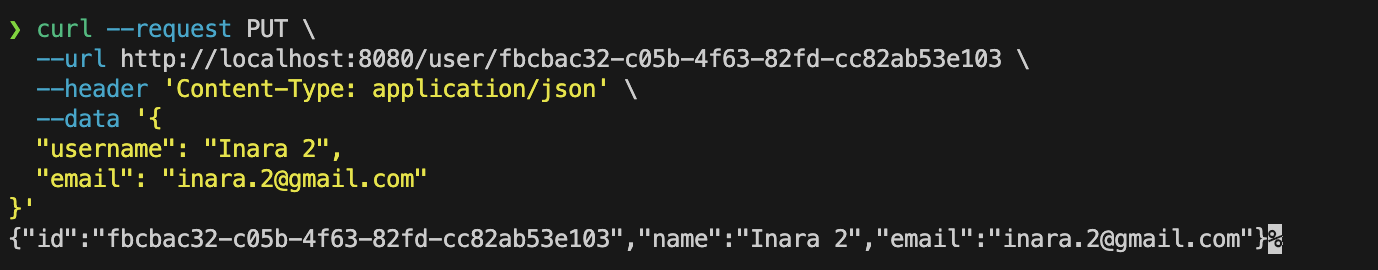 ❯ curl --request PUT \
  --url http://localhost:8080/user/fbcbac32-c05b-4f63-82fd-cc82ab53e103 \
  --header 'Content-Type: application/json' \
  --data '{
  "username": "Inara 2",
  "email": "inara.2@gmail.com"
}'
{"id":"fbcbac32-c05b-4f63-82fd-cc82ab53e103","name":"Inara 2","email":"inara.2@gmail.com"}%